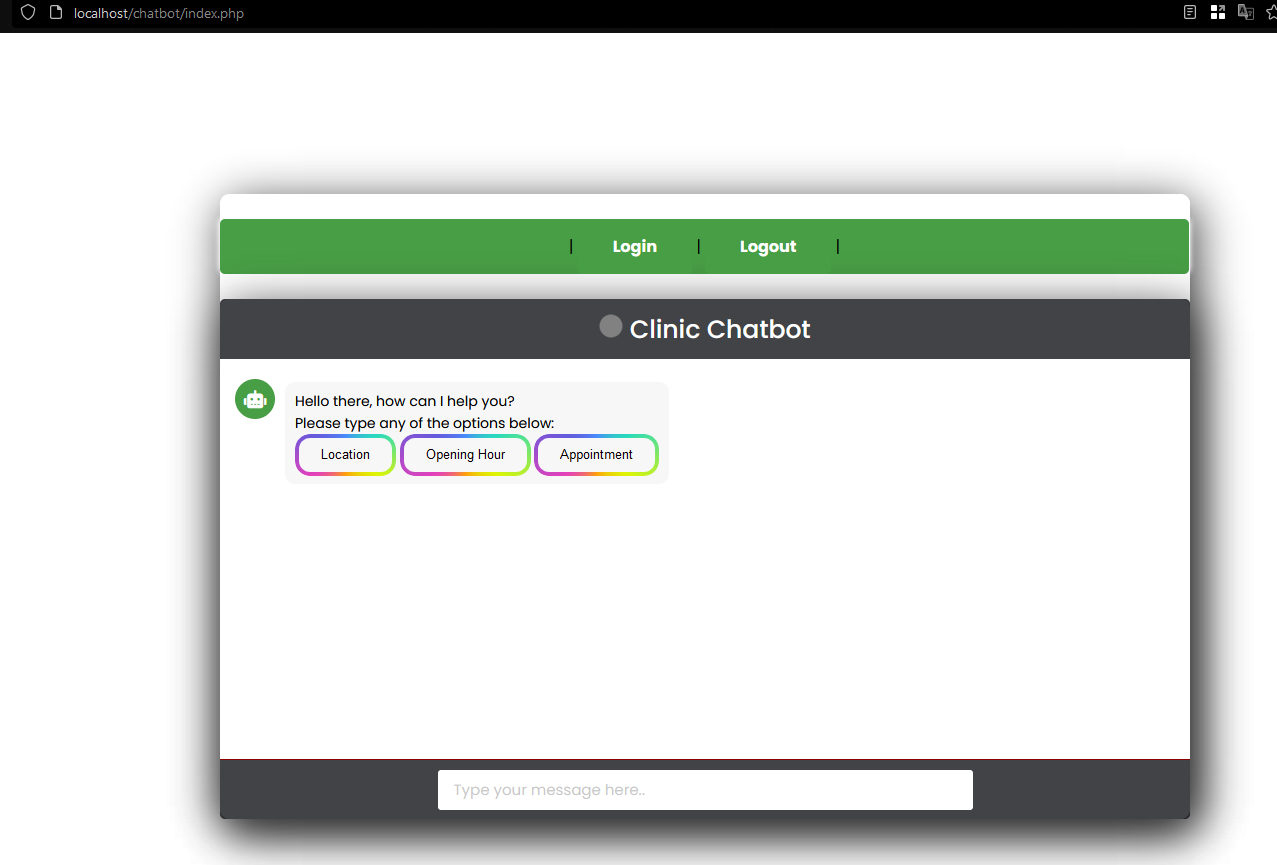 localhost/chatbot/index.php
| Login | Logout |
Clinic Chatbot
Hello there, how can I help you?
Please type any of the options below:
Location Opening Hour Appointment
Type your message here..